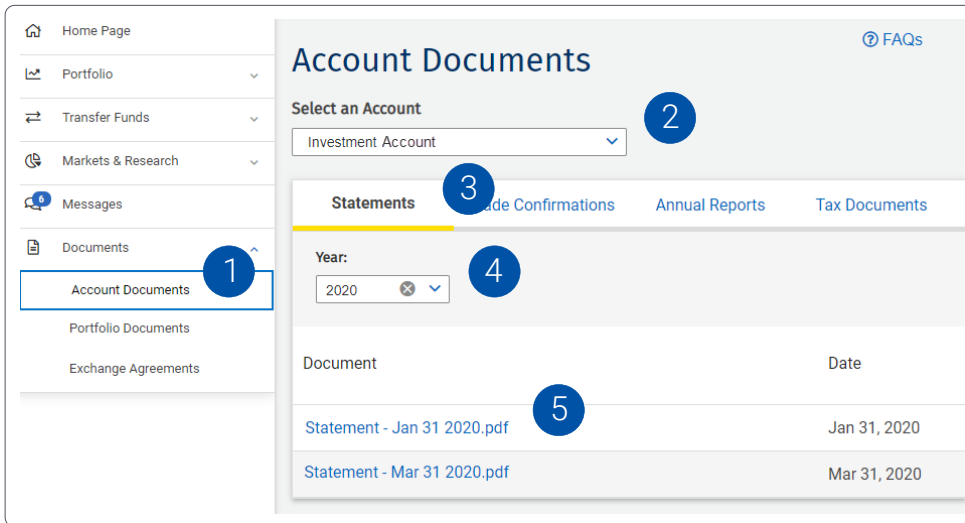 Home Page
Portfolio
Transfer Funds
Markets & Research
6
Messages
Documents
1
Account Documents
Portfolio Documents
Exchange Agreements
FAQs
Account Documents
Select an Account
2
Investment Account
3
Statements
de Confirmations
Annual Reports
Tax Documents
Year:
4
2020
Document
Date
5
Statement - Jan 31 2020.pdf
Jan 31, 2020
Statement - Mar 31 2020.pdf
Mar 31, 2020